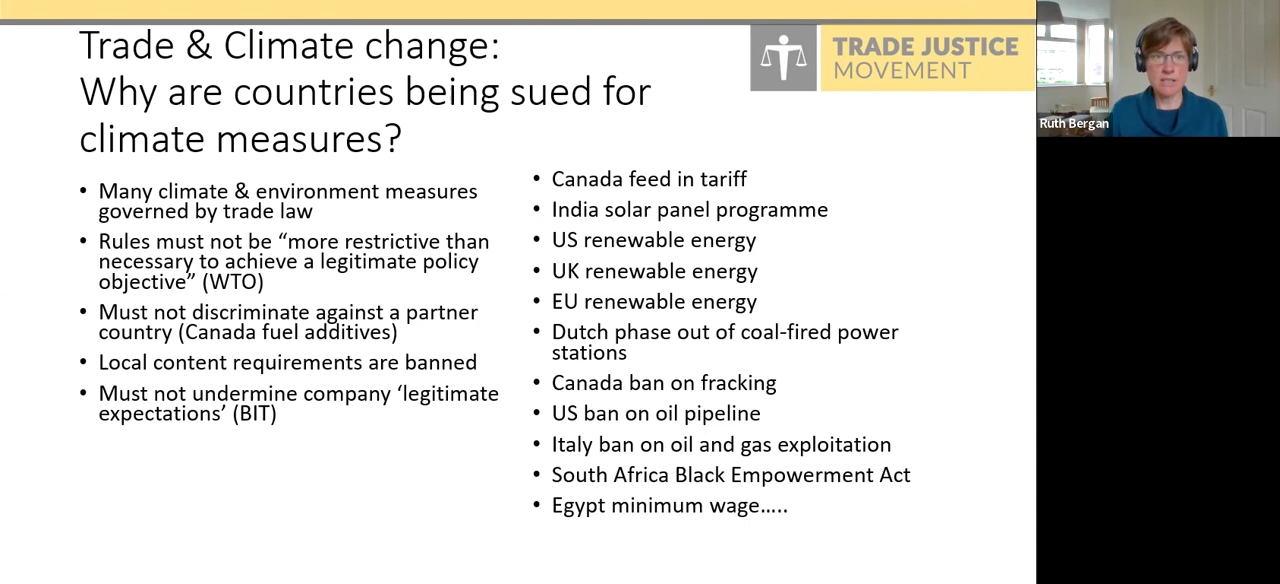 Trade & Climate change:
Why are countries being sued for
climate measures?
TRADE JUSTICE
MOVEMENT
Ruth Bergan
• Many climate & environment measures
governed by trade law
• Rules must not be “more restrictive than
necessary to achieve a legitimate policy
objective” (WTO)
• Must not discriminate against a partner
country (Canada fuel additives)
• Local content requirements are banned
• Must not undermine company ‘legitimate
expectations’ (BIT)
• Canada feed in tariff
• India solar panel programme
• US renewable energy
• UK renewable energy
• EU renewable energy
• Dutch phase out of coal-fired power
stations
• Canada ban on fracking
• US ban on oil pipeline
• Italy ban on oil and gas exploitation
• South Africa Black Empowerment Act
• Egypt minimum wage.....